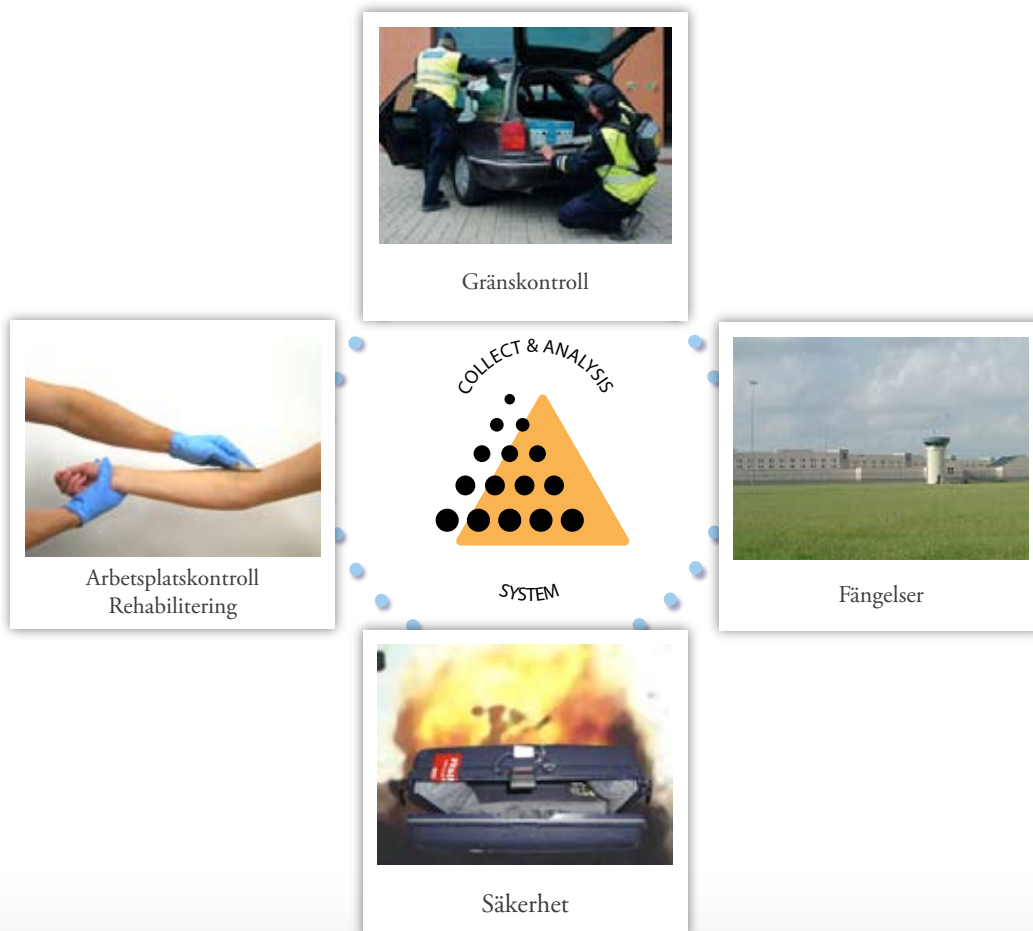 Gränskontroll
COLLECT & ANALYSIS
Arbetsplatskontroll
Rehabilitering
SYSTEM
Fängelser
Säkerhet